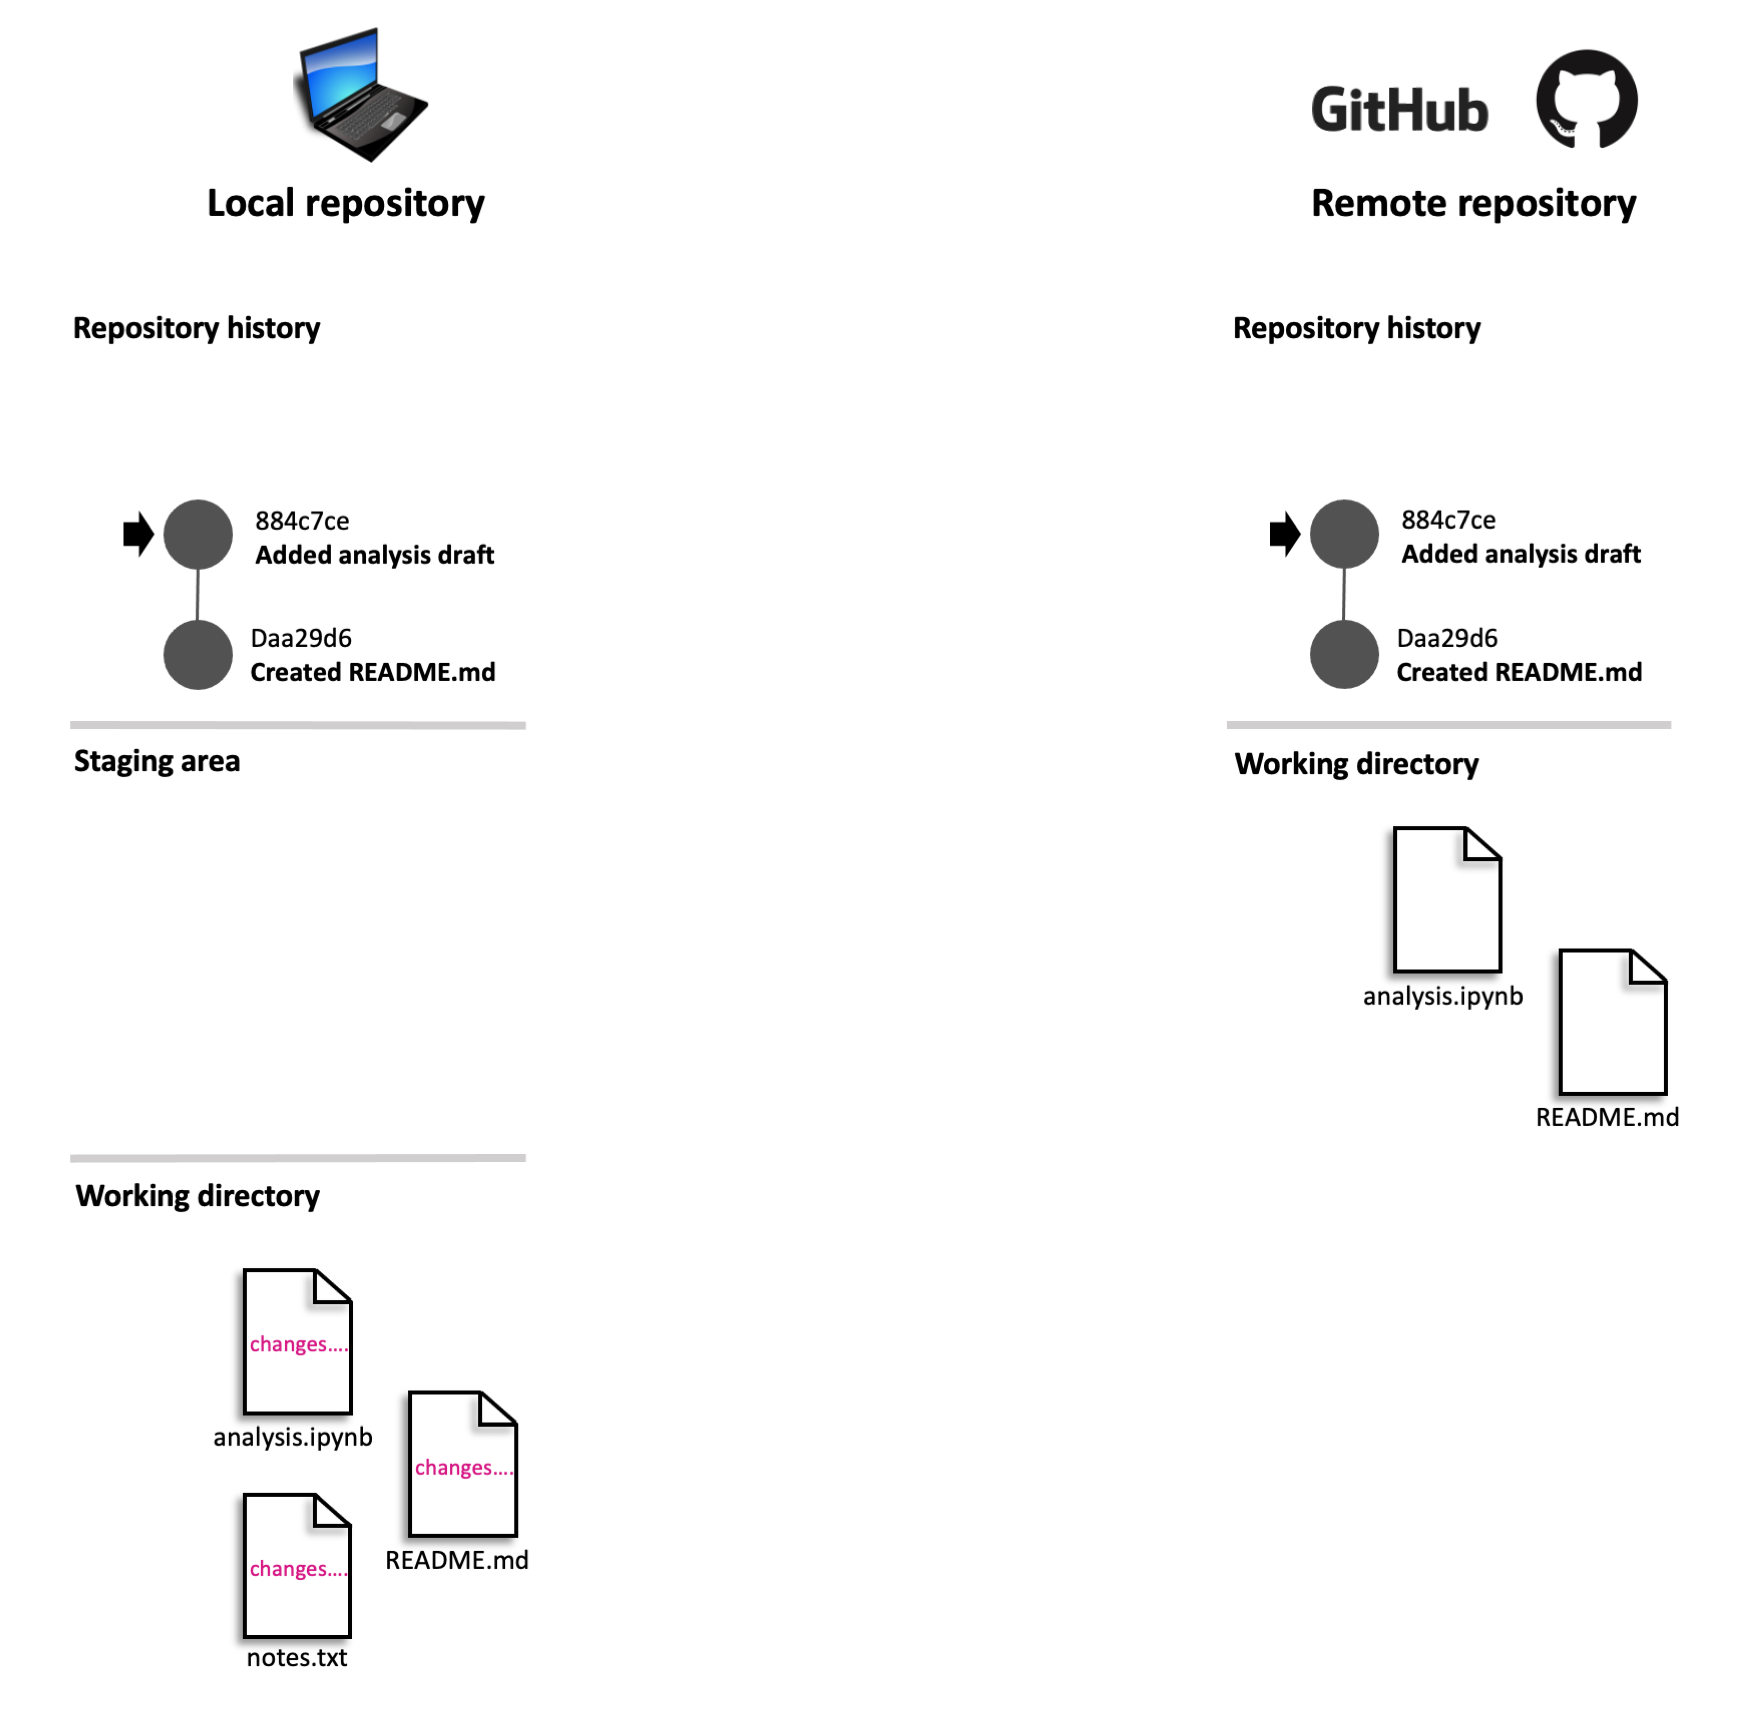 GitHub
Local repository
Remote repository
Repository history
884c7ce
Added analysis draft
Daa29d6
Created README.md
Staging area
Working directory
changes....
analysis.ipynb
changes....
README.md
changes....
notes.txt
Repository history
884c7ce
Added analysis draft
Daa29d6
Created README.md
Working directory
analysis.ipynb
README.md